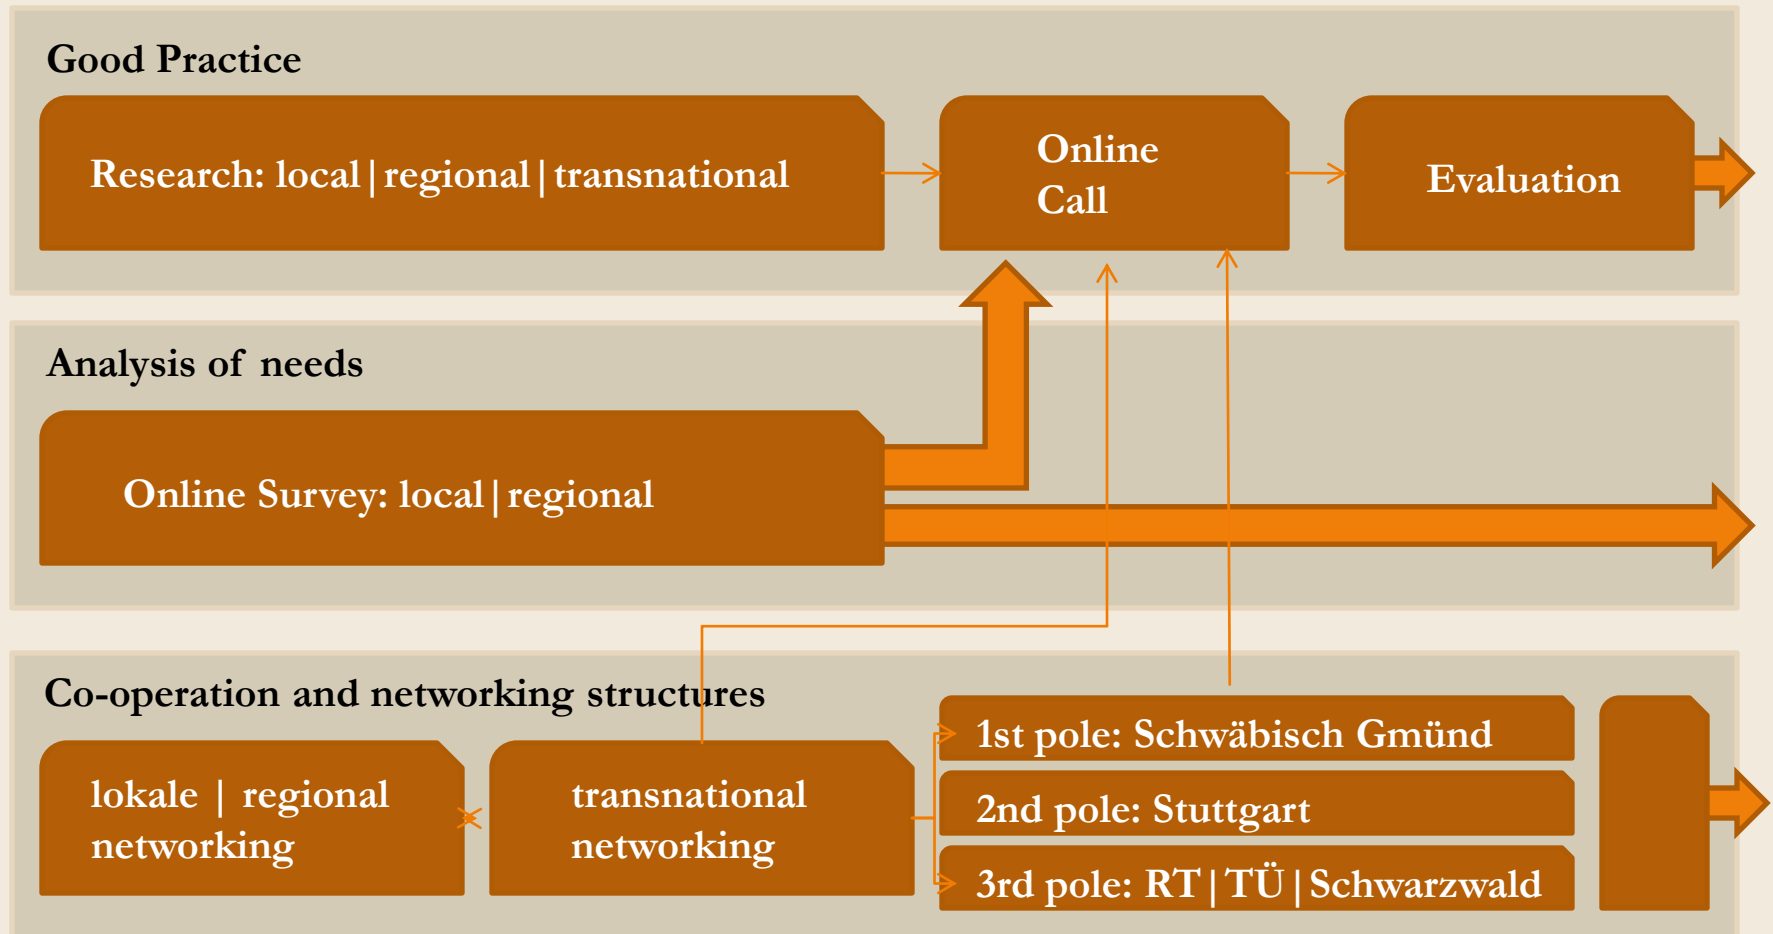 Good Practice
Research: local|regional|transnational
Online
Call
Evaluation
Analysis of needs
Online Survey: local|regional
Co-operation and networking structures
lokale | regional
networking
transnational
networking
1st pole: Schwäbisch Gmünd
2nd pole: Stuttgart
3rd pole: RT|TÜ|Schwarzwald